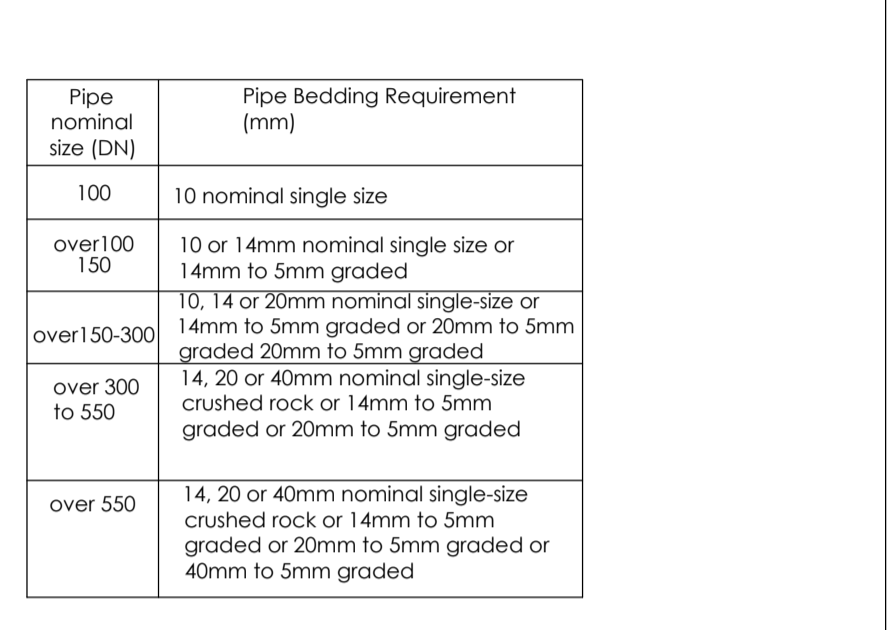 Pipe
nominal
size (DN)
Pipe Bedding Requirement
(mm)
100
10 nominal single size
over100
150
10 or 14mm nominal single size or
14mm to 5mm graded
over150-300
10, 14 or 20mm nominal single-size or
14mm to 5mm graded or 20mm to 5mm
graded 20mm to 5mm graded
over 300
to 550
14, 20 or 40mm nominal single-size
crushed rock or 14mm to 5mm
graded or 20mm to 5mm graded
over 550
14, 20 or 40mm nominal single-size
crushed rock or 14mm to 5mm
graded or 20mm to 5mm graded or
40mm to 5mm graded